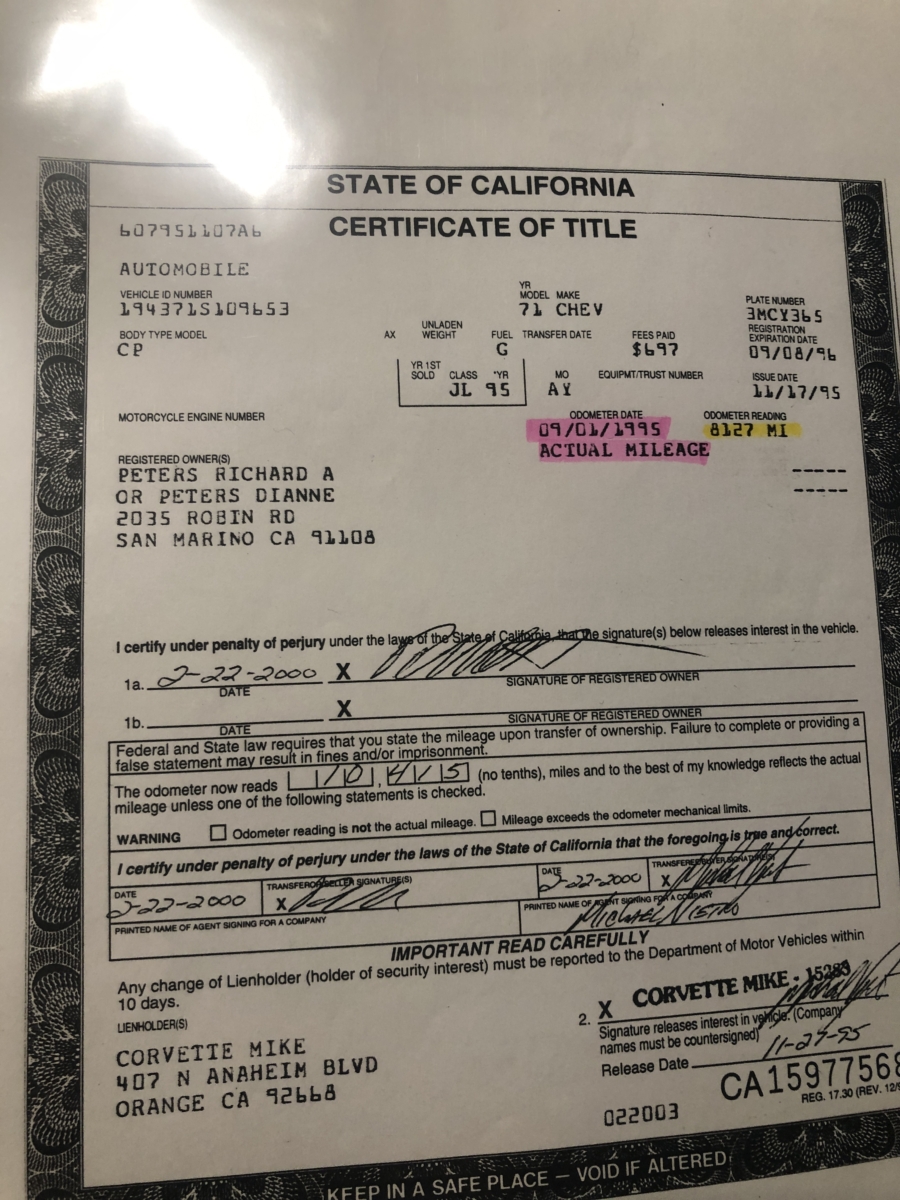 STATE OF CALIFORNIA
CERTIFICATE OF TITLE
607951107A6
AUTOMOBILE
VEHICLE ID NUMBER
YR
MODEL MAKE
PLATE NUMBER
194371S109653
71 CHEV
3MCY365
BODY TYPE MODEL
AX
UNLADEN
WEIGHT
FUEL
TRANSFER DATE
FEES PAID
REGISTRATION
EXPIRATION DATE
CP
G
$697
09/08/96
YR 1ST
SOLD
CLASS
*YR
MO
EQUIPMT/TRUST NUMBER
ISSUE DATE
JL 95
AY
11/17/95
MOTORCYCLE ENGINE NUMBER
ODOMETER DATE
ODOMETER READING
09/01/1995
8127 MI
ACTUAL MILEAGE
REGISTERED OWNER(S)
PETERS RICHARD A
OR PETERS DIANNE
2035 ROBIN RD
SAN MARINO CA 91108
I certify under penalty of perjury under the laws of the State of California, that the signature(s) below releases interest in the vehicle.
1a. 2-22-2000 X
DATE
SIGNATURE OF REGISTERED OWNER
1b. X
DATE
SIGNATURE OF REGISTERED OWNER
Federal and State law requires that you state the mileage upon transfer of ownership. Failure to complete or providing a
false statement may result in fines and/or imprisonment.
The odometer now reads 10,415 (no tenths), miles and to the best of my knowledge reflects the actual
mileage unless one of the following statements is checked.
WARNING Odometer reading is not the actual mileage. Mileage exceeds the odometer mechanical limits.
I certify under penalty of perjury under the laws of the State of California that the foregoing is true and correct.
DATE
TRANSFEROR/SELLER SIGNATURE(S)
DATE
TRANSFEREE/BUYER SIGNATURE(S)
2-22-2000
X
2-22-2000
X
PRINTED NAME OF AGENT SIGNING FOR A COMPANY
PRINTED NAME OF AGENT SIGNING FOR A COMPANY
MICHAEL
IMPORTANT READ CAREFULLY
Any change of Lienholder (holder of security interest) must be reported to the Department of Motor Vehicles within
10 days.
LIENHOLDER(S)
CORVETTE MIKE
407 N ANAHEIM BLVD
ORANGE CA 92668
2. X CORVETTE MIKE - 15283
Signature releases interest in vehicle. (Company
names must be countersigned)
Release Date
CA15977568
022003
REG. 17.30 (REV. 12/
KEEP IN A SAFE PLACE – VOID IF ALTERED